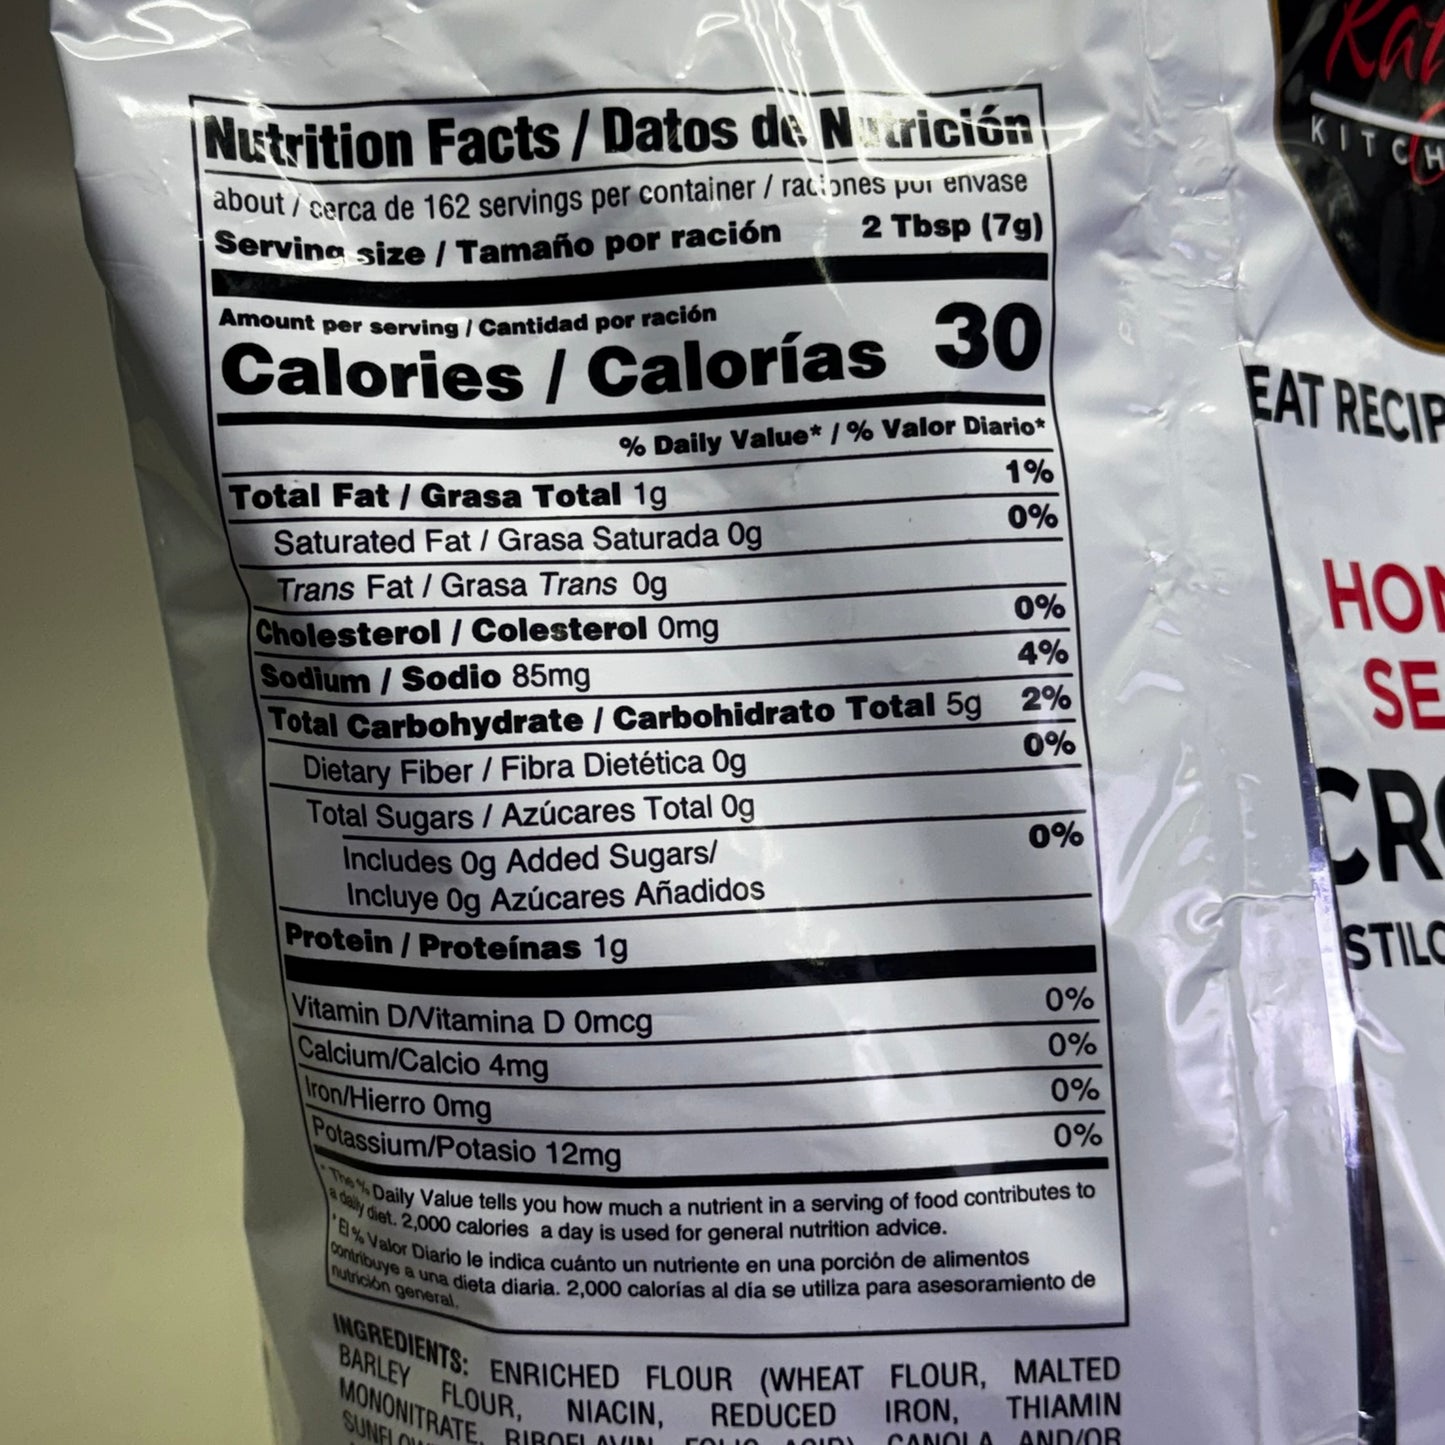 Nutrition Facts / Datos de Nutrición
about / cerca de 162 servings per container / raciones por envase
Serving size / Tamaño por ración 2 Tbsp (7g)
Amount per serving / Cantidad por ración
Calories / Calorías 30
% Daily Value* / % Valor Diario*
Total Fat / Grasa Total 1g 1%
Saturated Fat / Grasa Saturada 0g 0%
Trans Fat / Grasa Trans 0g
Cholesterol / Colesterol 0mg 0%
Sodium / Sodio 85mg 4%
Total Carbohydrate / Carbohidrato Total 5g 2%
Dietary Fiber / Fibra Dietética 0g 0%
Total Sugars / Azúcares Total 0g
Includes 0g Added Sugars/ 0%
Incluye 0g Azúcares Añadidos
Protein / Proteínas 1g
Vitamin D/Vitamina D 0mcg 0%
Calcium/Calcio 4mg 0%
Iron/Hierro 0mg 0%
Potassium/Potasio 12mg 0%
* The % Daily Value tells you how much a nutrient in a serving of food contributes to
a daily diet. 2,000 calories a day is used for general nutrition advice.
*El % Valor Diario le indica cuánto un nutriente en una porción de alimentos
contribuye a una dieta diaria. 2,000 calorías al día se utiliza para asesoramiento de
nutrición general.
INGREDIENTS: ENRICHED FLOUR (WHEAT FLOUR, MALTED
BARLEY FLOUR, NIACIN, REDUCED IRON, THIAMIN
MONONITRATE, RIBOFLAVIN, FOLIC ACID), CANOLA AND/OR
KITCH
EAT RECIP
HOM
SE
CRO
STILO